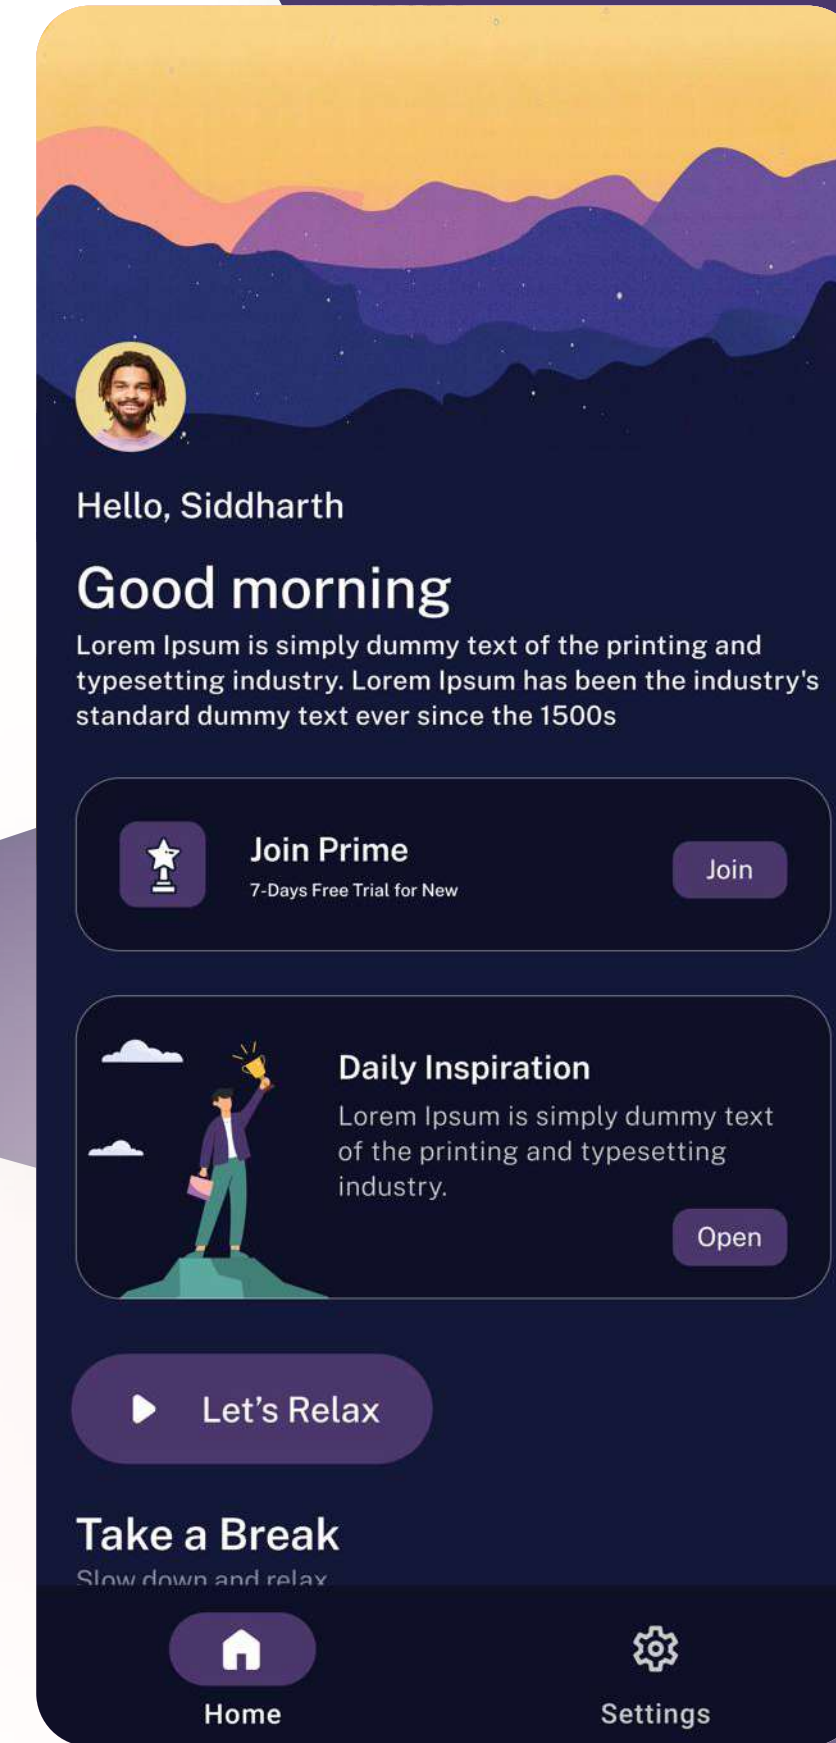 Hello, Siddharth
Good morning
Lorem Ipsum is simply dummy text of the printing and
typesetting industry. Lorem Ipsum has been the industry's
standard dummy text ever since the 1500s
Join Prime
7-Days Free Trial for New
Join
Daily Inspiration
Lorem Ipsum is simply dummy text
of the printing and typesetting
industry.
Open
Let’s Relax
Take a Break
Slow down and relax
Home
Settings